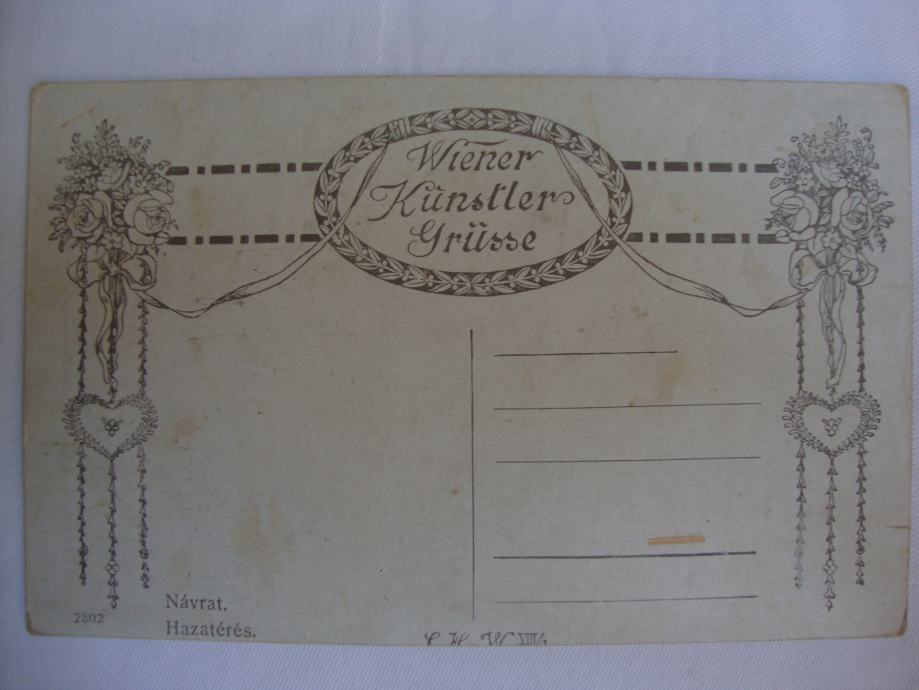 Wiener
Künstler
Grüsse
Návrat.
2802
Hazatérés.